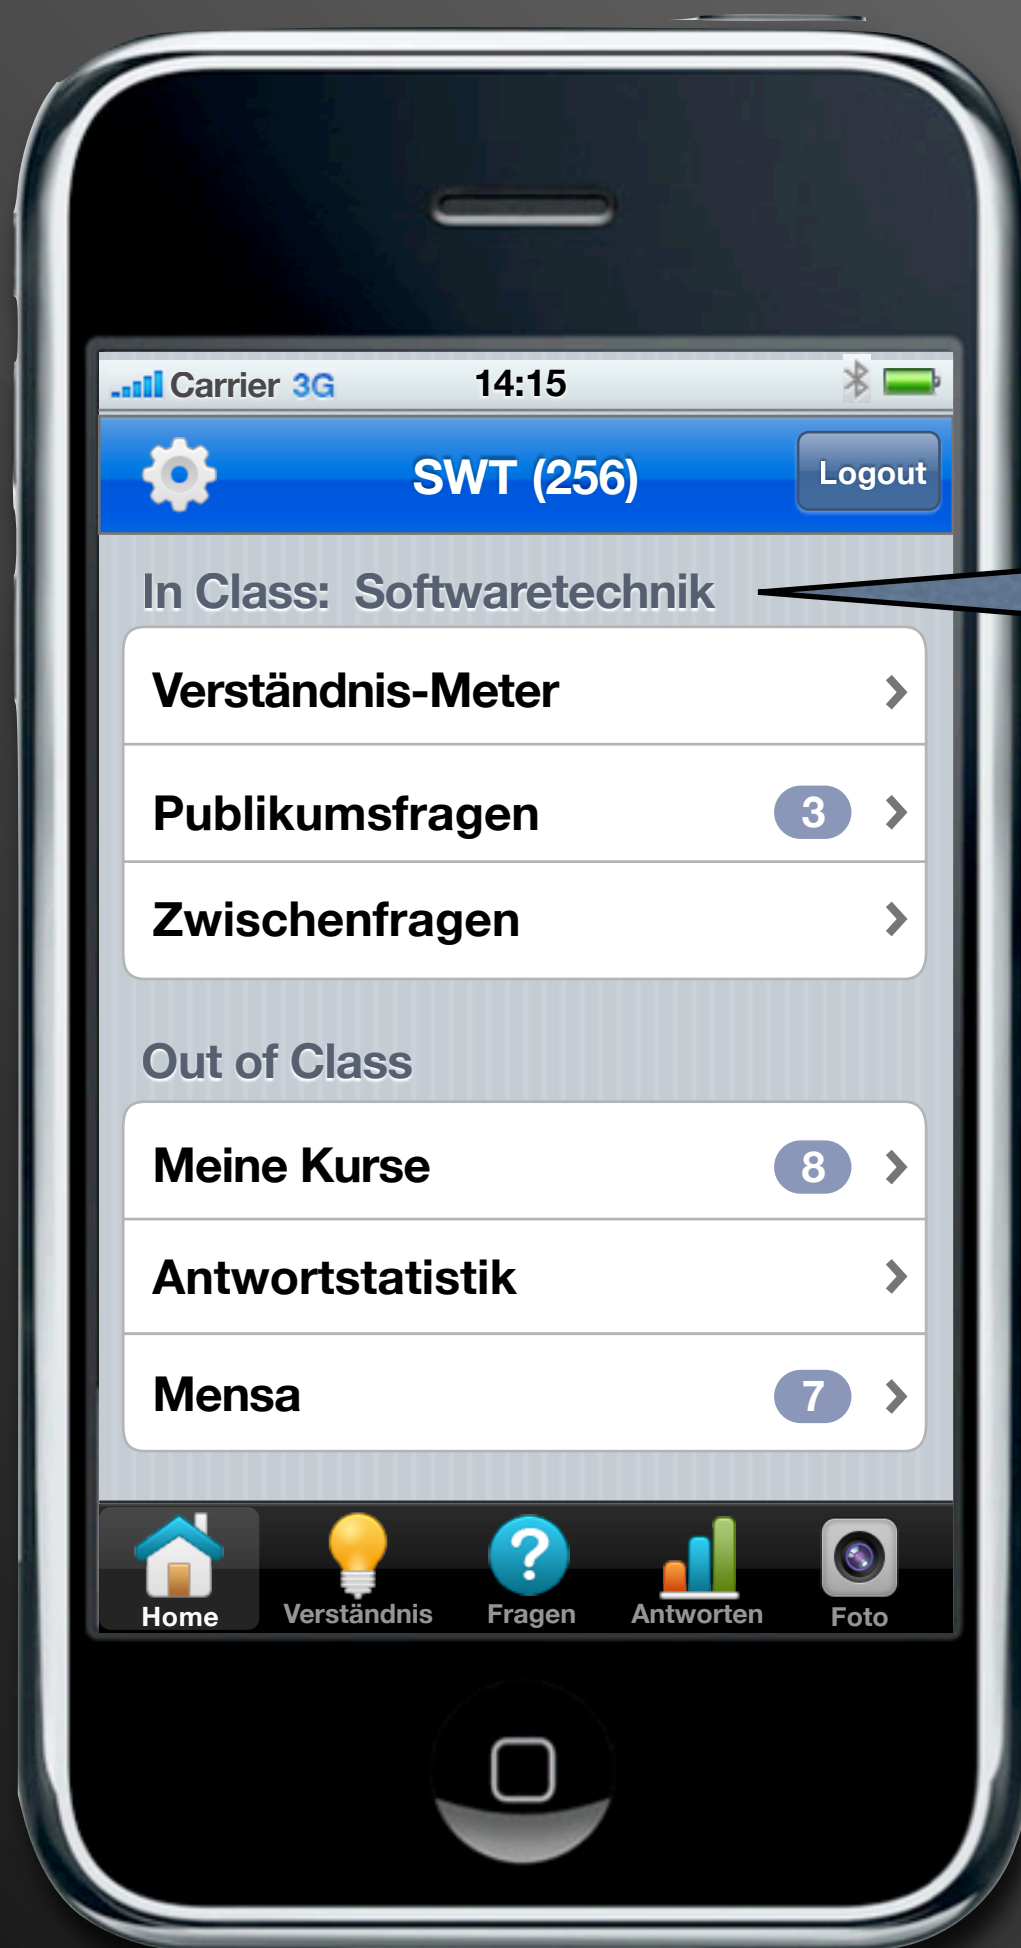 Carrier 3G 14:15
SWT (256) Logout
In Class: Softwaretechnik
Verständnis-Meter
Publikumsfragen 3
Zwischenfragen
Out of Class
Meine Kurse 8
Antwortstatistik
Mensa 7
?
Home Verständnis Fragen Antworten Foto